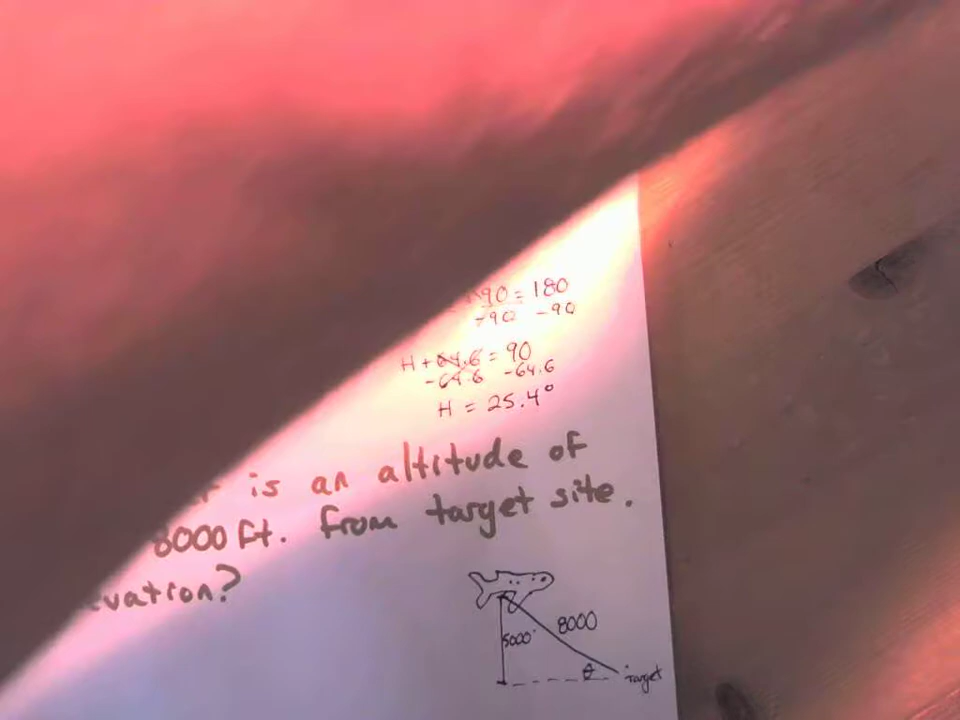 90 = 180
-90 -90
H + 64.6 = 90
-64.6 -64.6
H = 25.4°
is an altitude of
8000 ft. from target site.
5000' 8000
θ Target